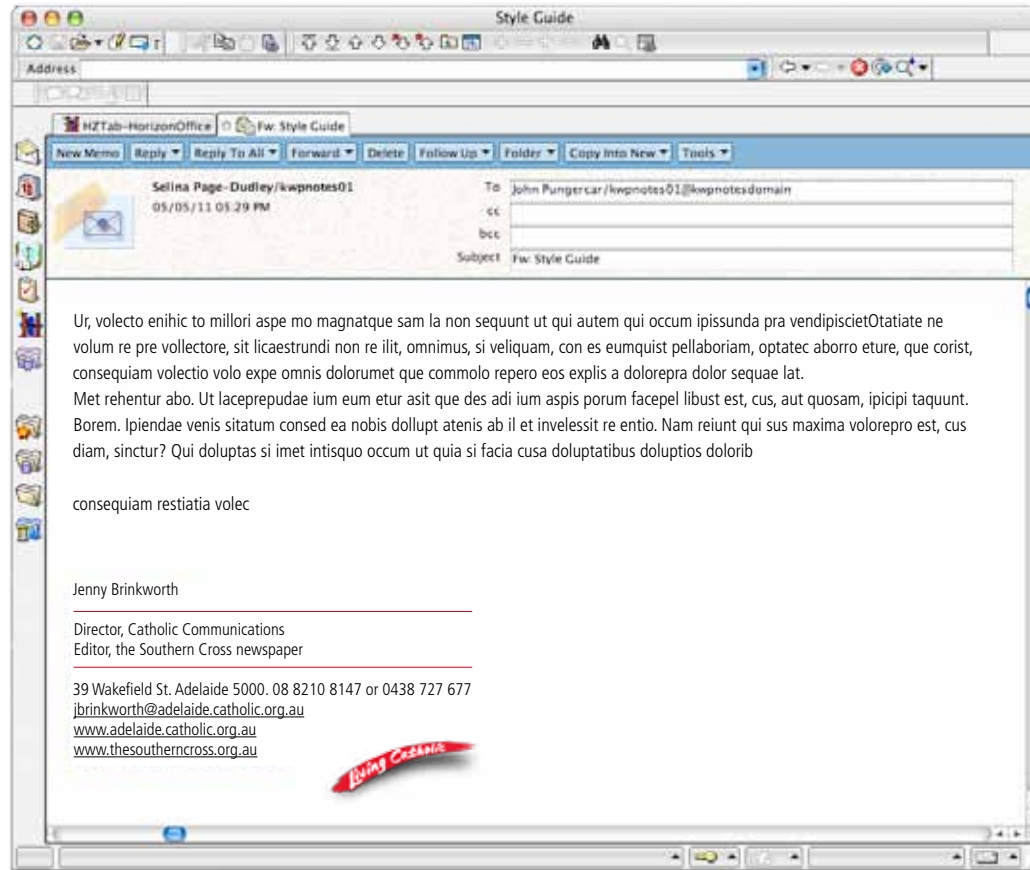 Style Guide
Address
HZTab-HorizonOffice
Fw: Style Guide
New Memo Reply Reply To All Forward Delete Follow Up Folder Copy Into New Tools
Selina Page-Dudley/kwpnotes01
05/05/11 05:29 PM
To John Pungercar/kwpnotes01@kwpnotesdomain
cc
bcc
Subject Fw: Style Guide
Ur, volecto enihic to millori aspe mo magnatque sam la non sequunt ut qui autem qui occum ipissunda pra vendipiscietOtatiate ne
volum re pre vollectore, sit licaestrundi non re ilit, omnimus, si veliquam, con es eumquist pellaboriam, optatec aborro eture, que corist,
consequiam volectio volo expe omnis dolorumet que commolo repero eos explis a dolorepra dolor sequae lat.
Met rehentur abo. Ut laceprepudae ium eum etur asit que des adi ium aspis porum facepel libust est, cus, aut quosam, ipicipi taquunt.
Borem. Ipiendae venis sitatum consed ea nobis dollupt atenis ab il et invelessit re entio. Nam reiunt qui sus maxima volorepro est, cus
diam, sinctur? Qui doluptas si imet intisquo occum ut quia si facia cusa doluptatibus doluptios dolorib
consequiam restiatia volec
Jenny Brinkworth
Director, Catholic Communications
Editor, the Southern Cross newspaper
39 Wakefield St. Adelaide 5000. 08 8210 8147 or 0438 727 677
jbrinkworth@adelaide.catholic.org.au
www.adelaide.catholic.org.au
www.thesoutherncross.org.au
Living Catholic